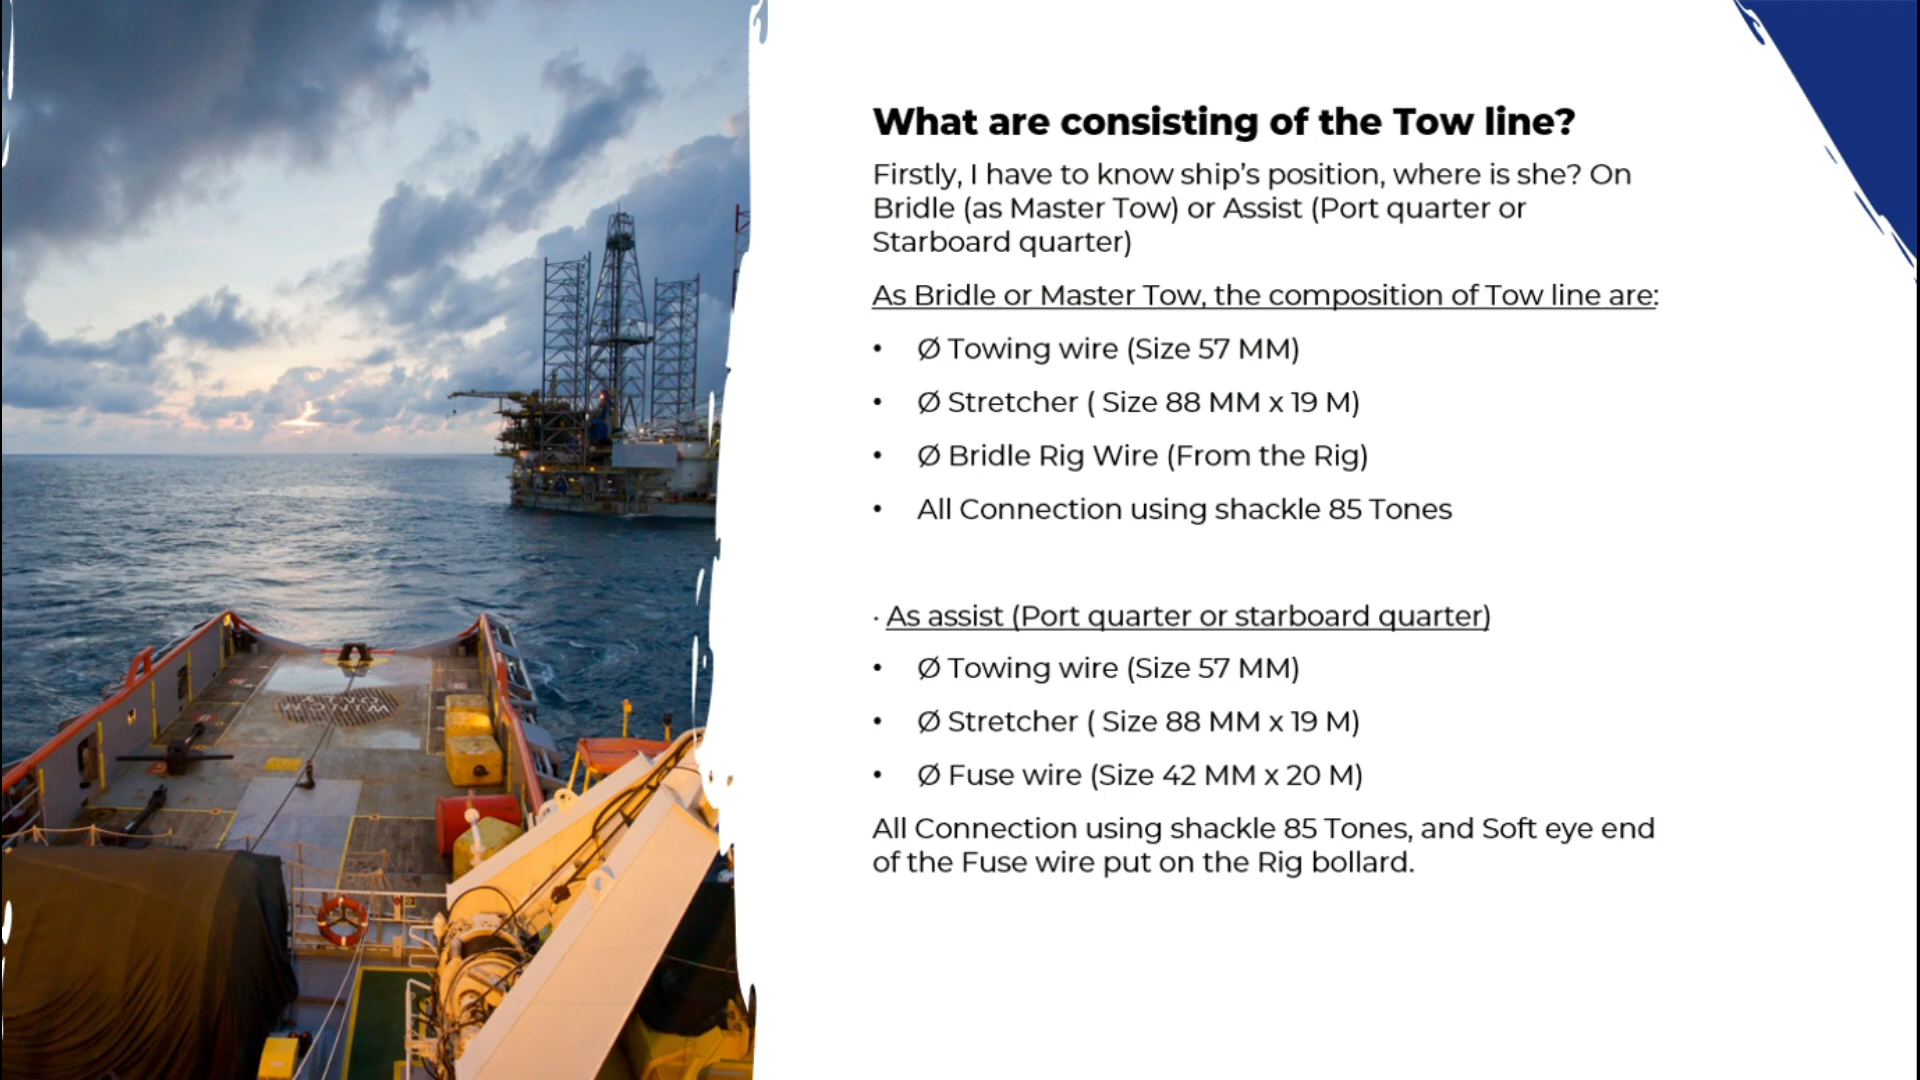 What are consisting of the Tow line?
Firstly, I have to know ship's position, where is she? On
Bridle (as Master Tow) or Assist (Port quarter or
Starboard quarter)
As Bridle or Master Tow, the composition of Tow line are:
• Ø Towing wire (Size 57 MM)
• Ø Stretcher ( Size 88 MM x 19 M)
• Ø Bridle Rig Wire (From the Rig)
• All Connection using shackle 85 Tones
· As assist (Port quarter or starboard quarter)
• Ø Towing wire (Size 57 MM)
• Ø Stretcher ( Size 88 MM x 19 M)
• Ø Fuse wire (Size 42 MM x 20 M)
All Connection using shackle 85 Tones, and Soft eye end
of the Fuse wire put on the Rig bollard.